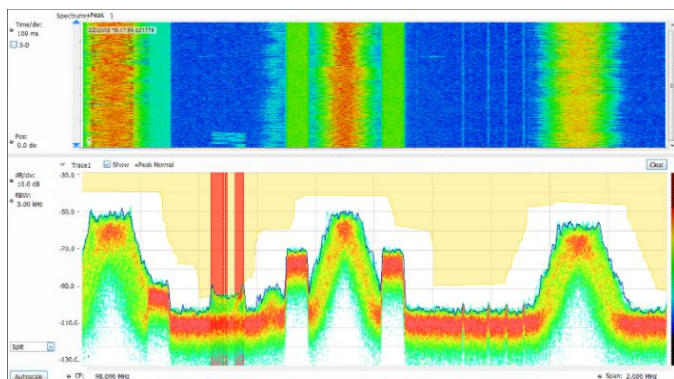 Spectrum
+Peak 1
Time/div:
100 ms
3-D
Pos:
0.0 div
Trace1
Show
+Peak Normal
Clear
dB/div:
10.0 dB
RBW:
5.00 kHz
-50.0
-70.0
-90.0
-110.0
-130.0
Split
Autoscale
CF: 98.000 MHz
Span: 2.000 MHz